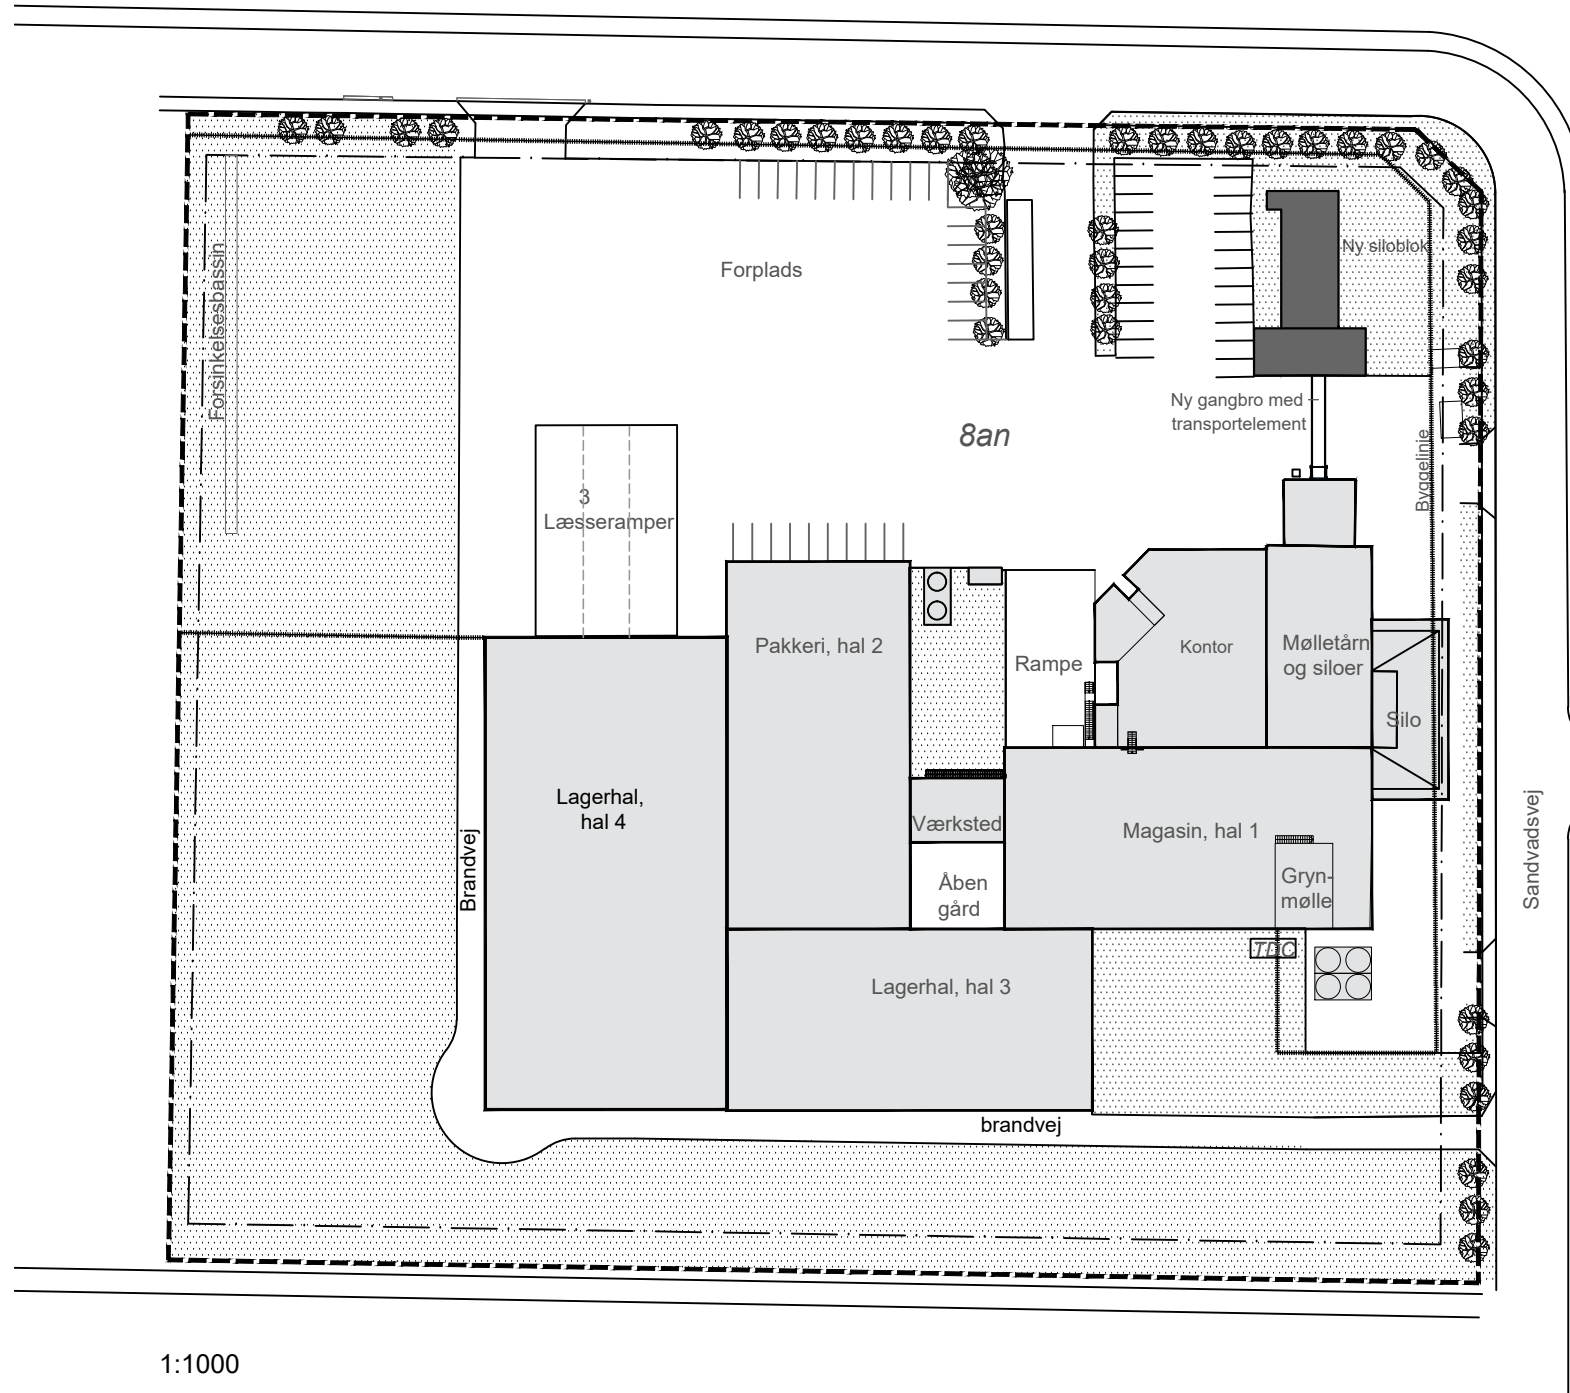 Forsinkelsesbassin
Forplads
Ny siloblok
Ny gangbro med
transportelement
8an
Byggelinie
3
Læsseramper
Pakkeri, hal 2
Rampe
Kontor
Mølletårn
og siloer
Silo
Lagerhal,
hal 4
Brandvej
Værksted
Magasin, hal 1
Åben
gård
Gryn-
mølle
TDC
Sandvadsvej
Lagerhal, hal 3
brandvej
1:1000